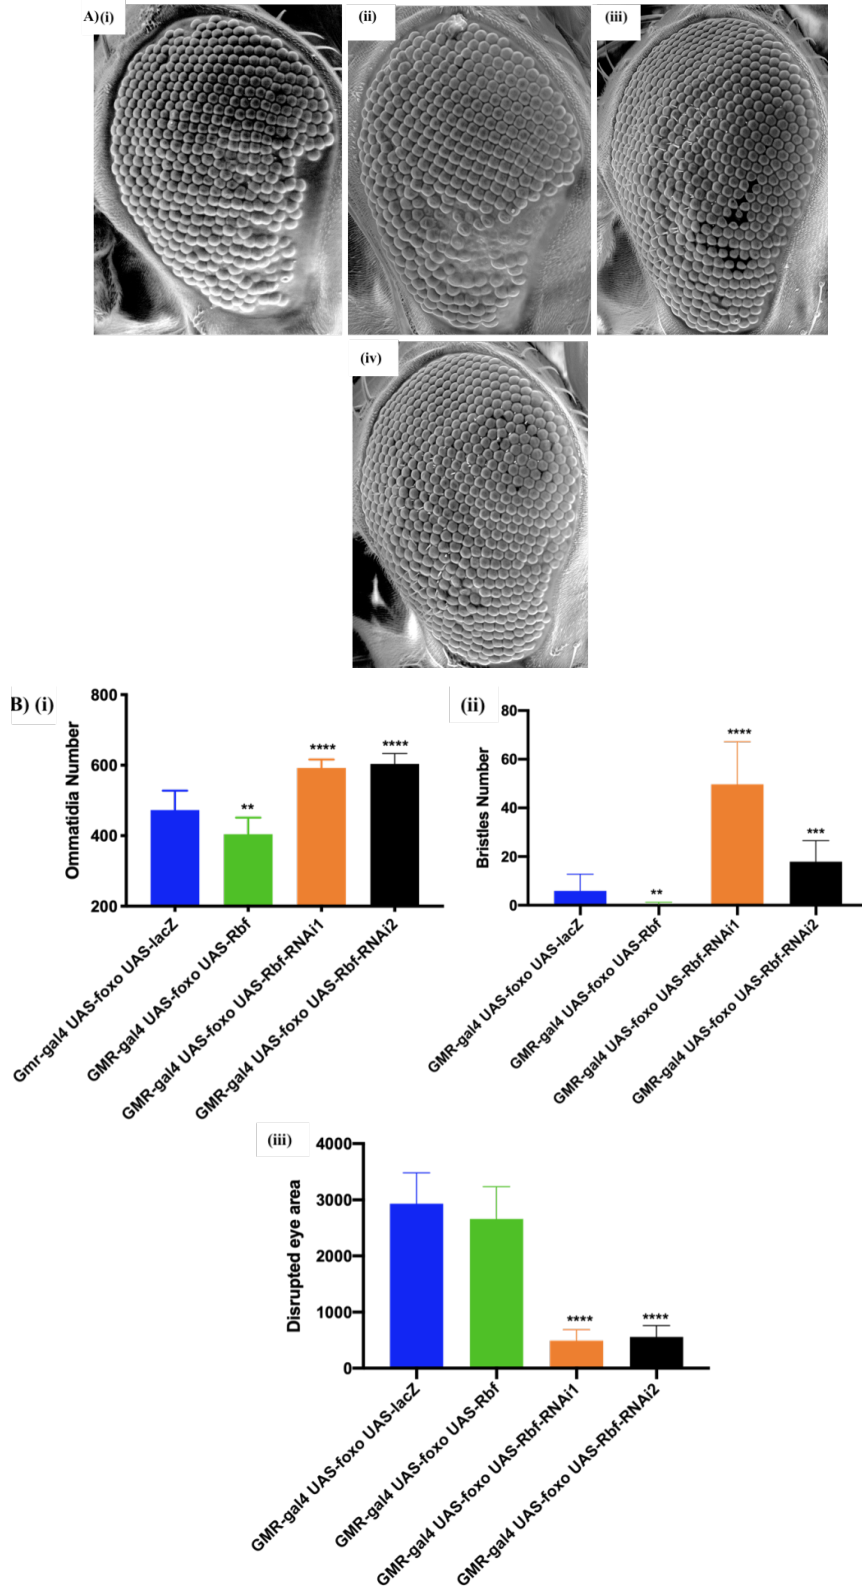 A) (i)
(ii)
(iii)
(iv)
B) (i)
800
600
400
200
Ommatidia Number
**
****
****
Gmr-gal4 UAS-foxo UAS-lacZ
GMR-gal4 UAS-foxo UAS-Rbf
GMR-gal4 UAS-foxo UAS-Rbf-RNAi1
GMR-gal4 UAS-foxo UAS-Rbf-RNAi2
(ii)
80
60
40
20
0
Bristles Number
**
****
***
GMR-gal4 UAS-foxo UAS-lacZ
GMR-gal4 UAS-foxo UAS-Rbf
GMR-gal4 UAS-foxo UAS-Rbf-RNAi1
GMR-gal4 UAS-foxo UAS-Rbf-RNAi2
(iii)
4000
3000
2000
1000
0
Disrupted eye area
****
****
GMR-gal4 UAS-foxo UAS-lacZ
GMR-gal4 UAS-foxo UAS-Rbf
GMR-gal4 UAS-foxo UAS-Rbf-RNAi1
GMR-gal4 UAS-foxo UAS-Rbf-RNAi2